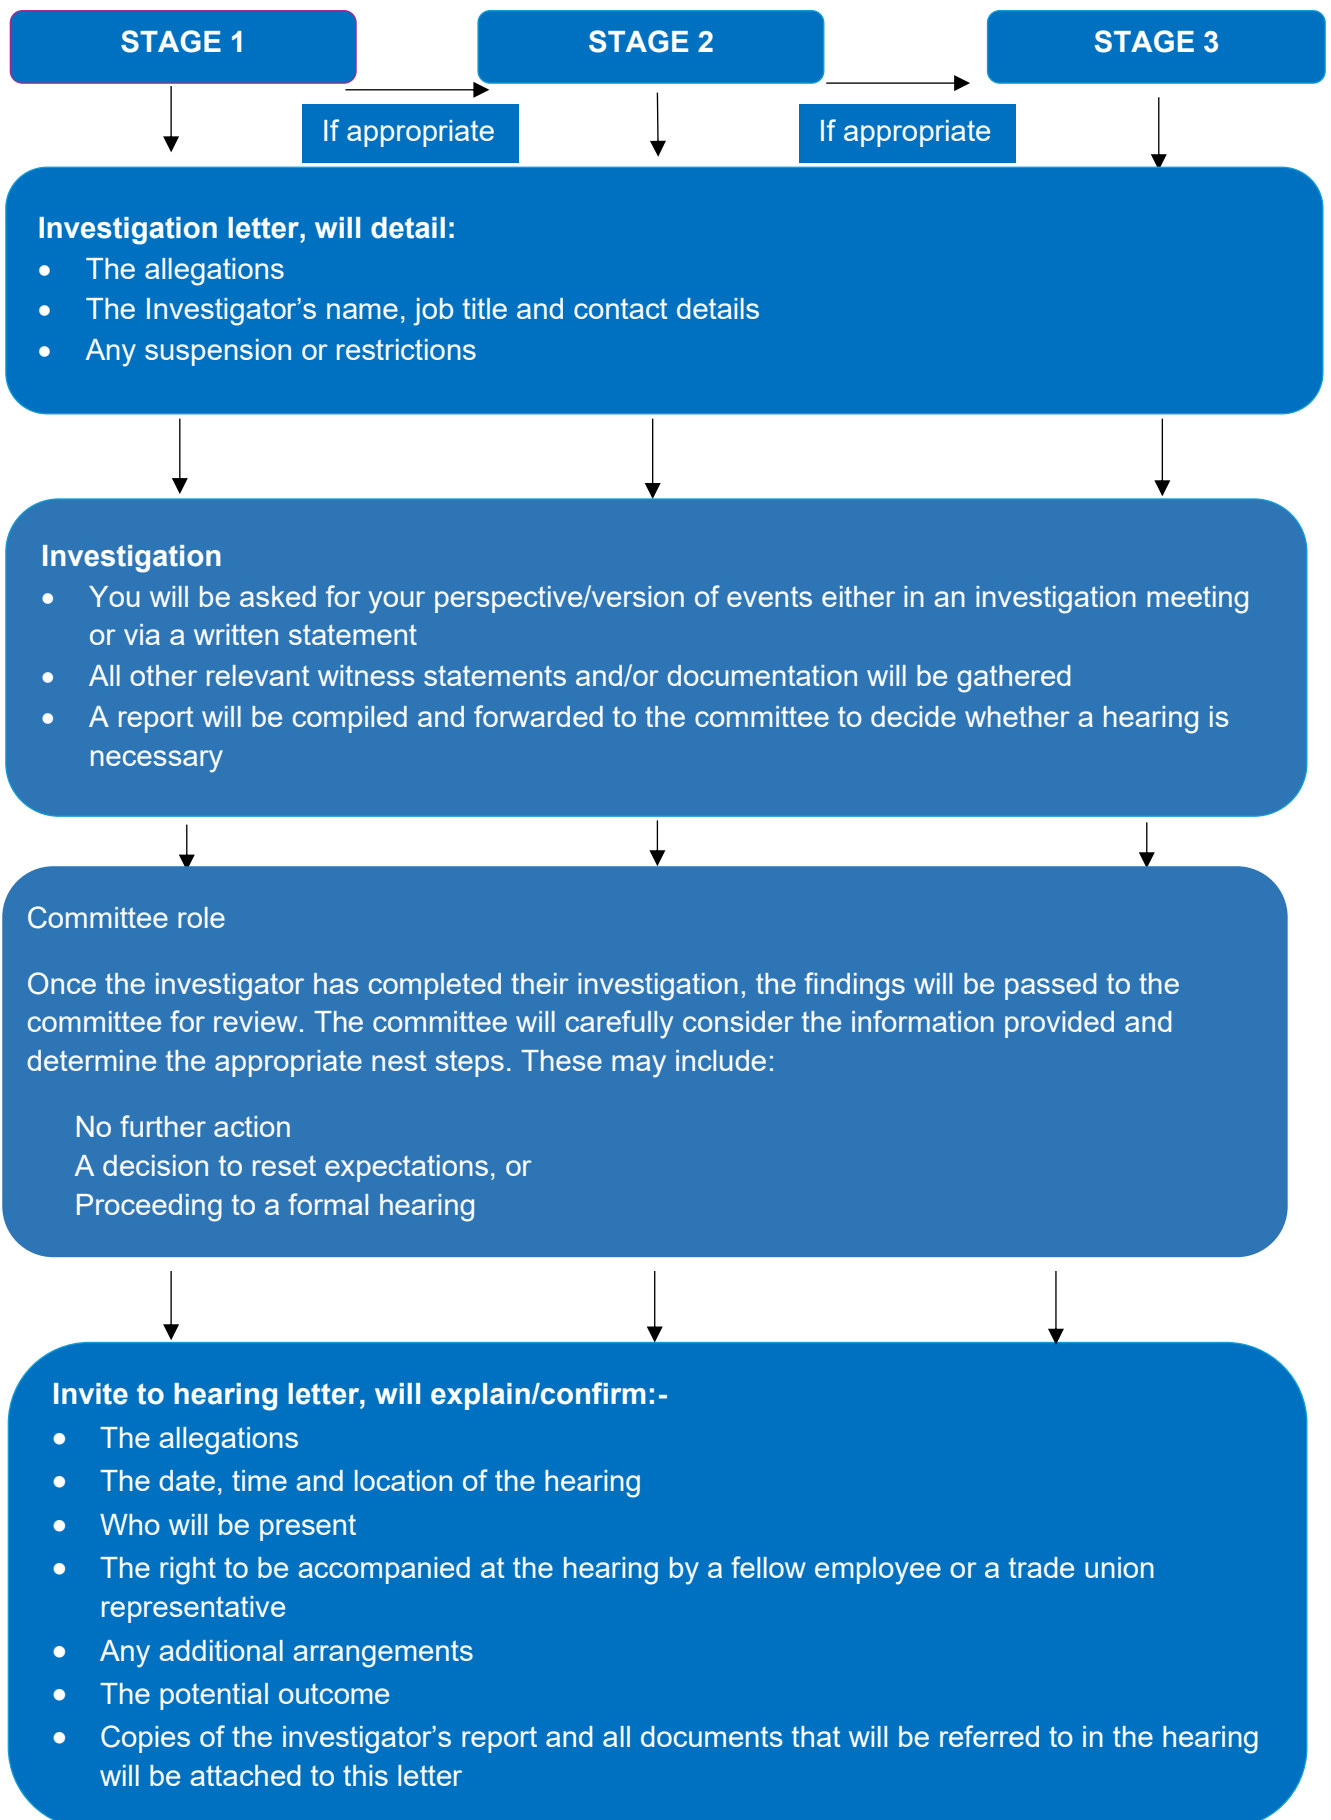 STAGE 1
STAGE 2
STAGE 3
If appropriate
If appropriate
Investigation letter, will detail:
• The allegations
• The Investigator’s name, job title and contact details
• Any suspension or restrictions
Investigation
• You will be asked for your perspective/version of events either in an investigation meeting
or via a written statement
• All other relevant witness statements and/or documentation will be gathered
• A report will be compiled and forwarded to the committee to decide whether a hearing is
necessary
Committee role
Once the investigator has completed their investigation, the findings will be passed to the
committee for review. The committee will carefully consider the information provided and
determine the appropriate nest steps. These may include:
No further action
A decision to reset expectations, or
Proceeding to a formal hearing
Invite to hearing letter, will explain/confirm:-
• The allegations
• The date, time and location of the hearing
• Who will be present
• The right to be accompanied at the hearing by a fellow employee or a trade union
representative
• Any additional arrangements
• The potential outcome
• Copies of the investigator’s report and all documents that will be referred to in the hearing
will be attached to this letter